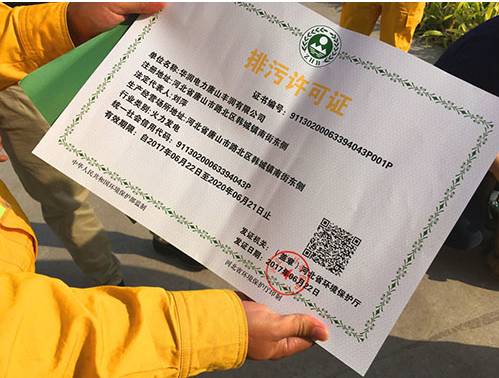 排污许可证
证书编号：91130200063394043P001P
单位名称：华润电力唐山丰润有限公司
注册地址：河北省唐山市路北区韩城镇南街东侧
法定代表人：刘萍
生产经营场所地址：河北省唐山市路北区韩城镇南街东侧
行业类别：火力发电
统一社会信用代码：91130200063394043P
有效期限：自2017年06月22日至2020年06月21日止
发证机关：（盖章）河北省环境保护厅
发证日期：2017年06月22日
中华人民共和国环境保护部监制
河北省环境保护厅印制